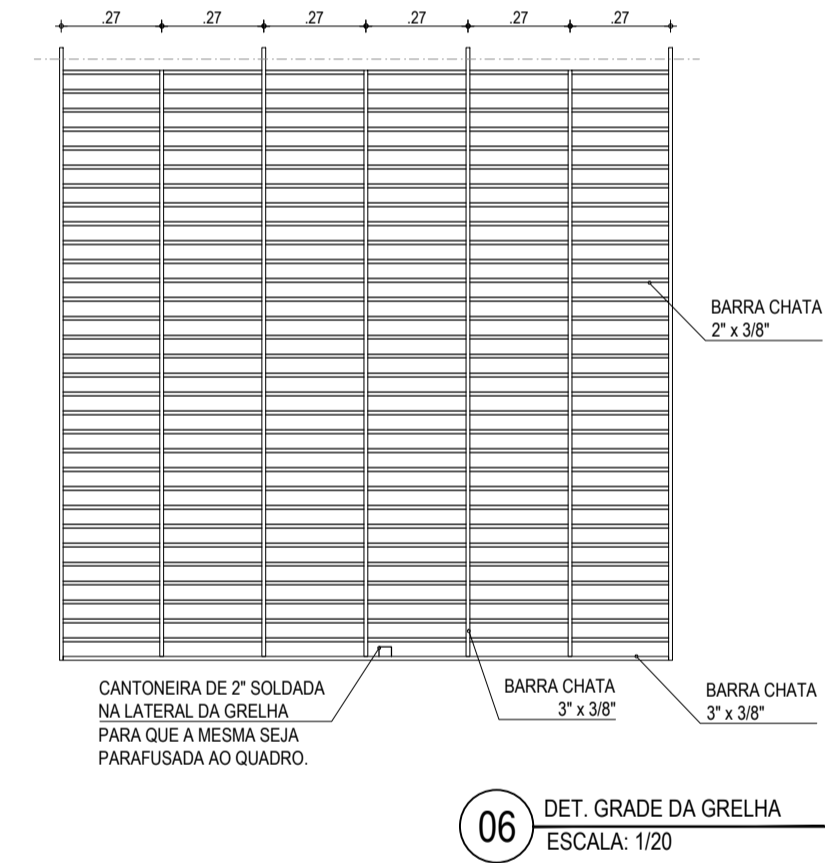 .27 .27 .27 .27 .27 .27
BARRA CHATA
2" x 3/8"
CANTONEIRA DE 2" SOLDADA
NA LATERAL DA GRELHA
PARA QUE A MESMA SEJA
PARAFUSADA AO QUADRO.
BARRA CHATA
3" x 3/8"
BARRA CHATA
3" x 3/8"
06
DET. GRADE DA GRELHA
ESCALA: 1/20